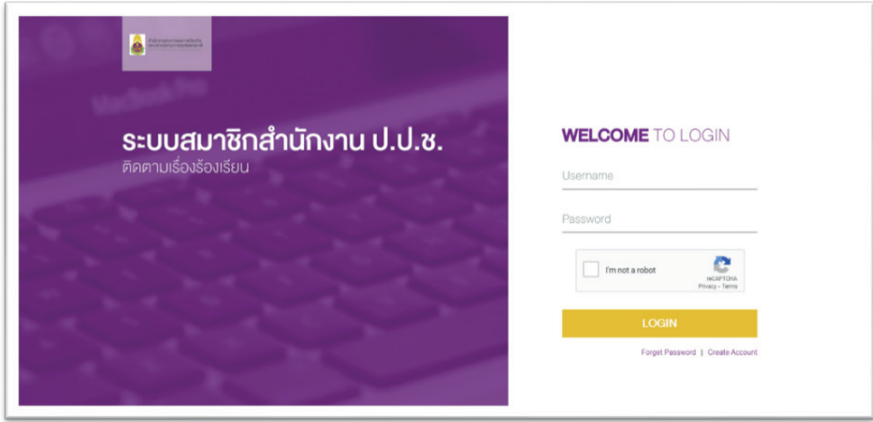 MacBook Pro
ระบบสมาชิกสำนักงาน ป.ป.ช.
ติดตามเรื่องร้องเรียน
WELCOME TO LOGIN
Username
Password
I'm not a robot
reCAPTCHA
Privacy - Terms
LOGIN
Forget Password | Create Account